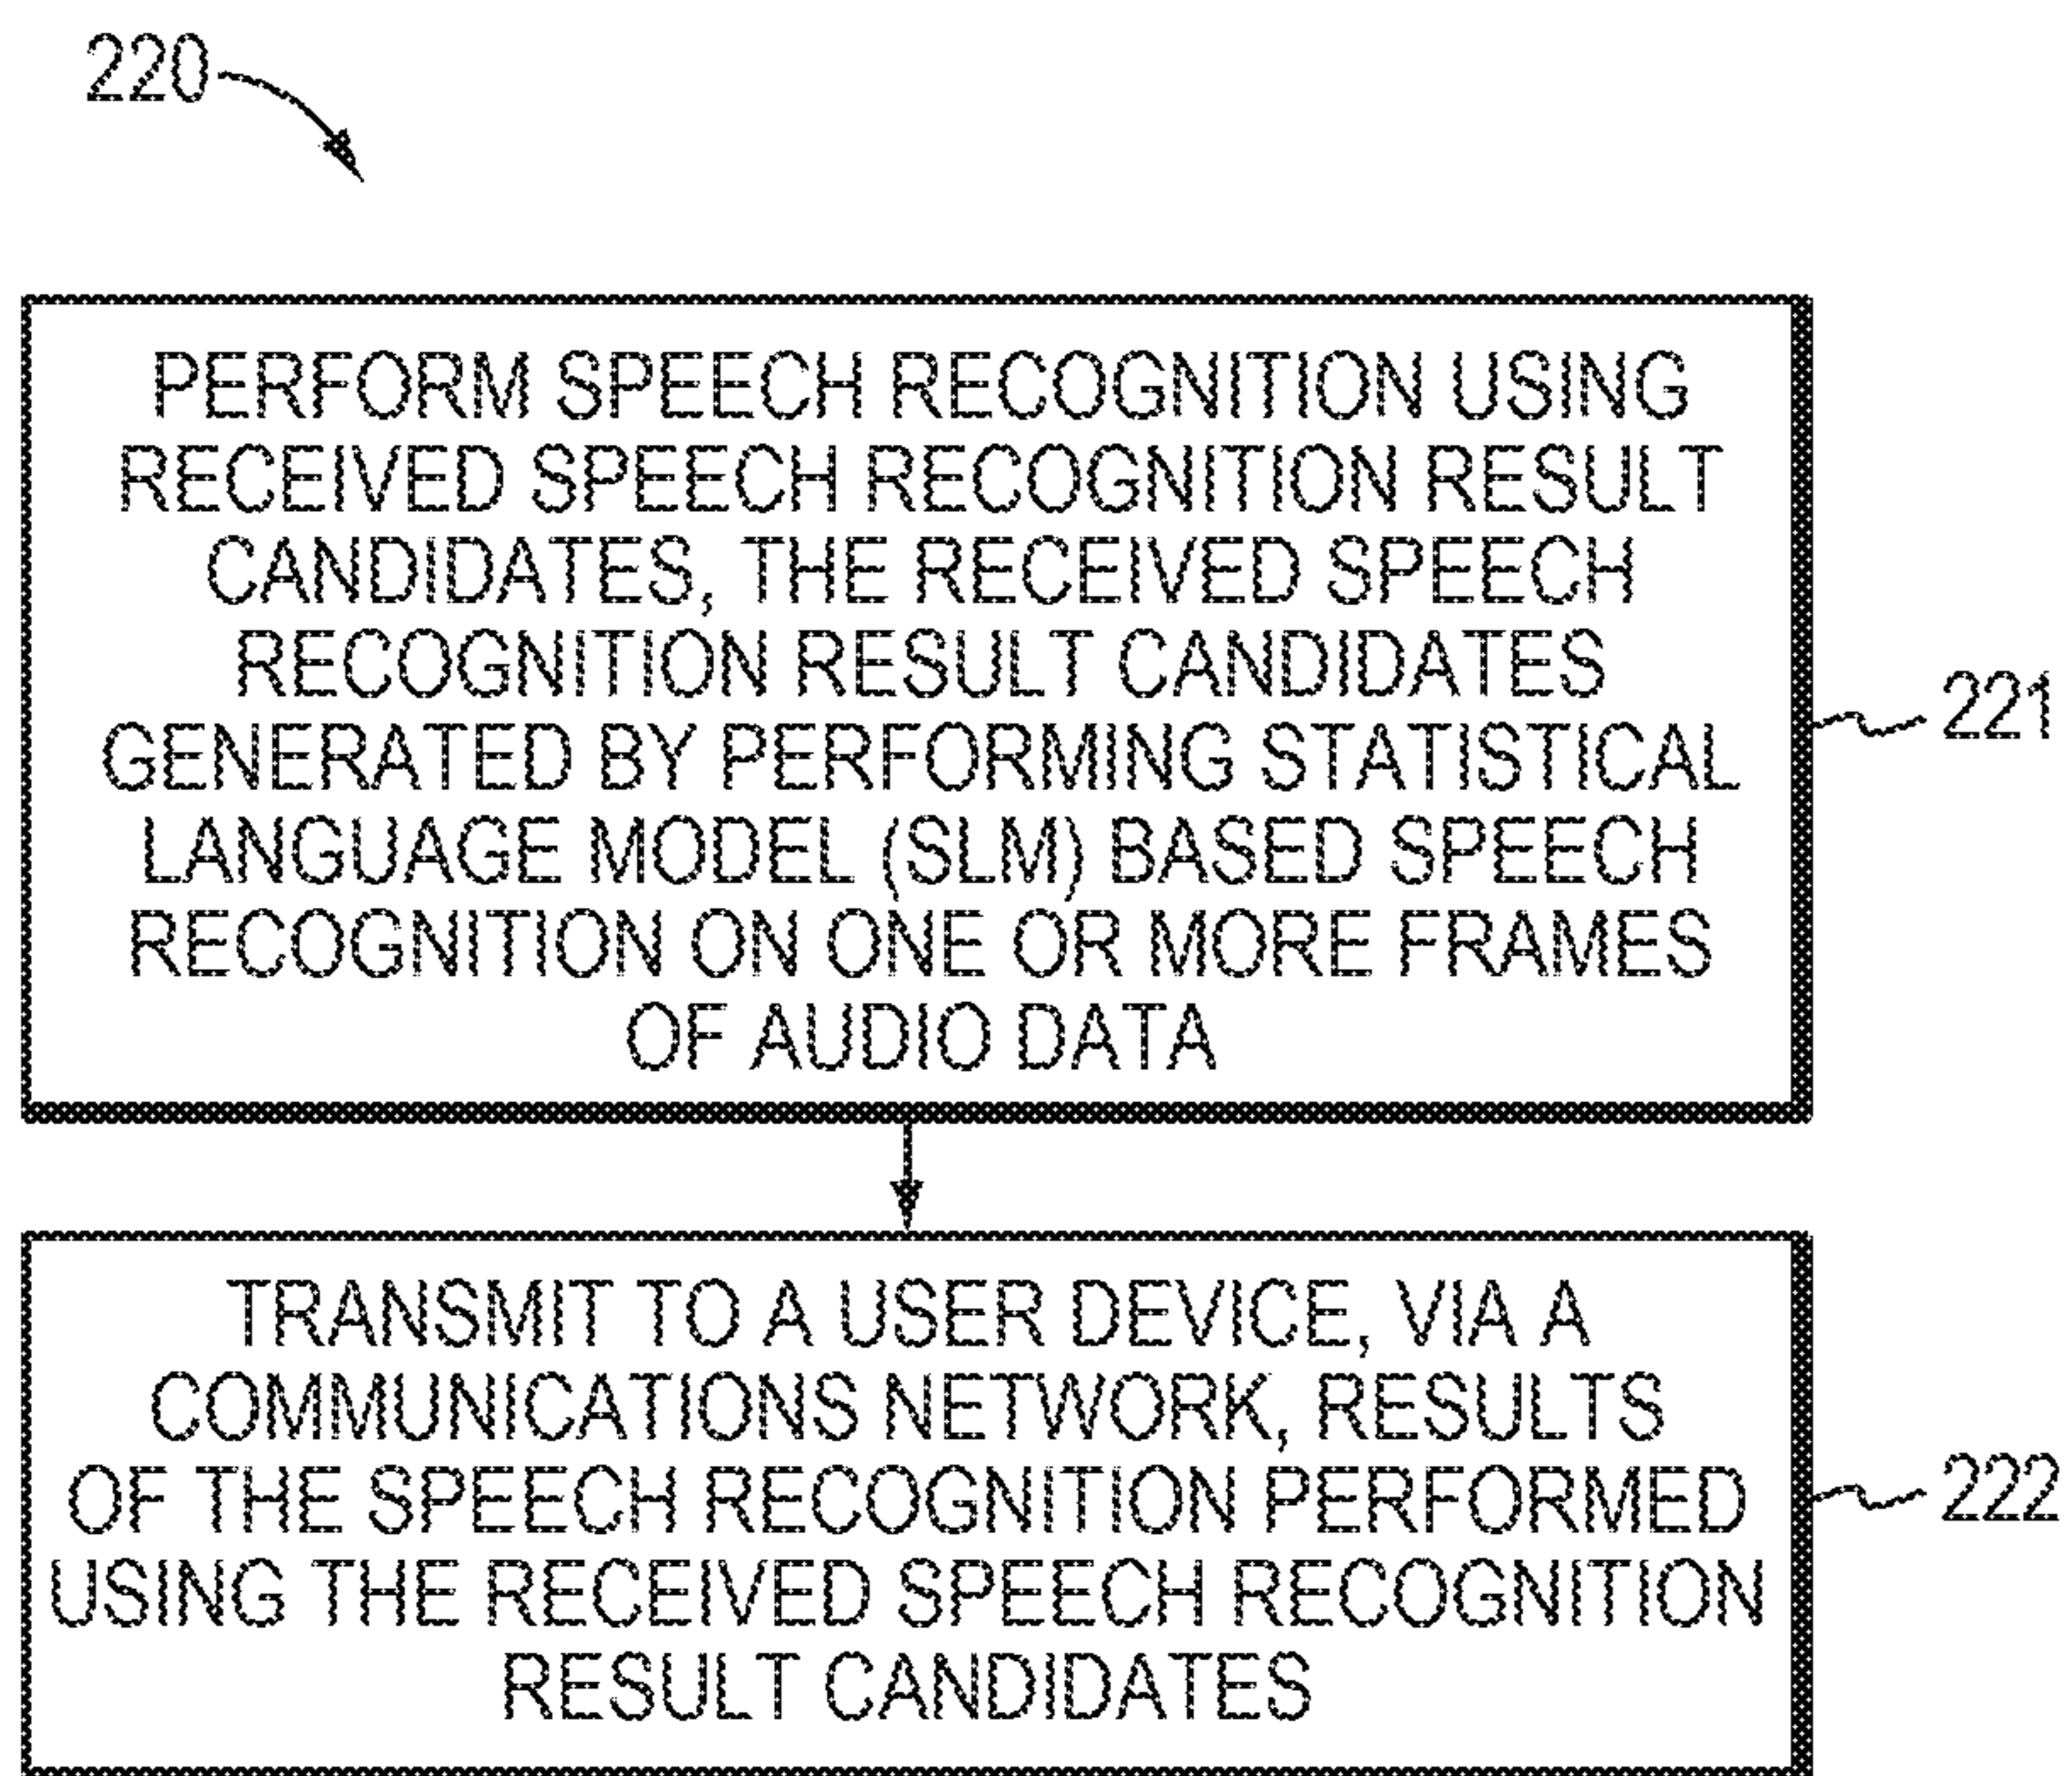 220
PERFORM SPEECH RECOGNITION USING
RECEIVED SPEECH RECOGNITION RESULT
CANDIDATES, THE RECEIVED SPEECH
RECOGNITION RESULT CANDIDATES
GENERATED BY PERFORMING STATISTICAL
LANGUAGE MODEL (SLM) BASED SPEECH
RECOGNITION ON ONE OR MORE FRAMES
OF AUDIO DATA
221
TRANSMIT TO A USER DEVICE, VIA A
COMMUNICATIONS NETWORK, RESULTS
OF THE SPEECH RECOGNITION PERFORMED
USING THE RECEIVED SPEECH RECOGNITION
RESULT CANDIDATES
222